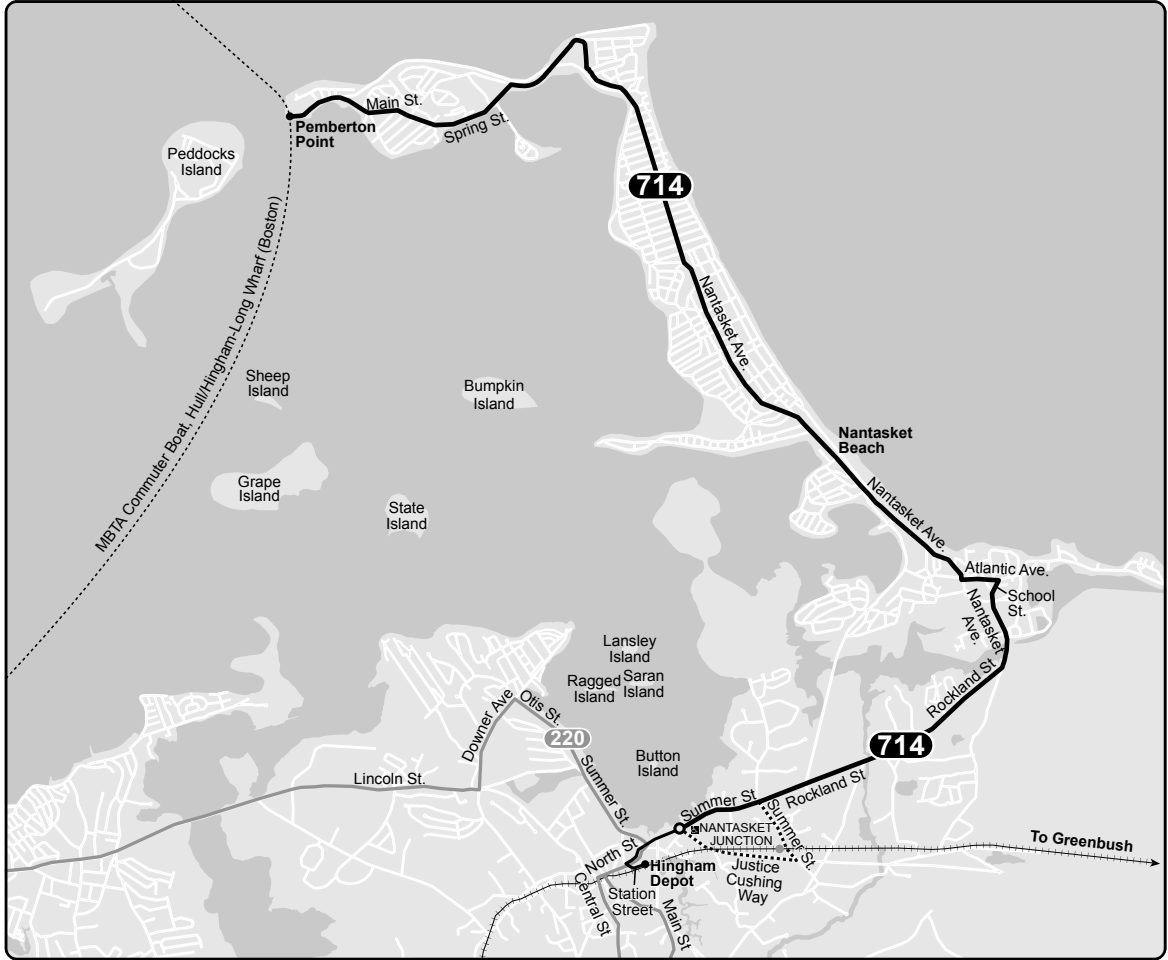 Main St.
Spring St.
Pemberton
Point
Peddocks
Island
714
MBTA Commuter Boat, Hull/Hingham-Long Wharf (Boston)
Nantasket Ave.
Sheep
Island
Bumpkin
Island
Nantasket
Beach
Grape
Island
State
Island
Nantasket Ave.
Atlantic Ave.
School
St.
Nantasket
Ave.
Lansley
Island
Ragged
Island
Saran
Island
Rockland St
Downer Ave
Otis St.
220
714
Button
Island
Lincoln St.
Summer St.
Summer St
Rockland St
Summer St.
NANTASKET
JUNCTION
To Greenbush
North St
Hingham
Depot
Justice
Cushing
Way
Station
Street
Central St
Main St